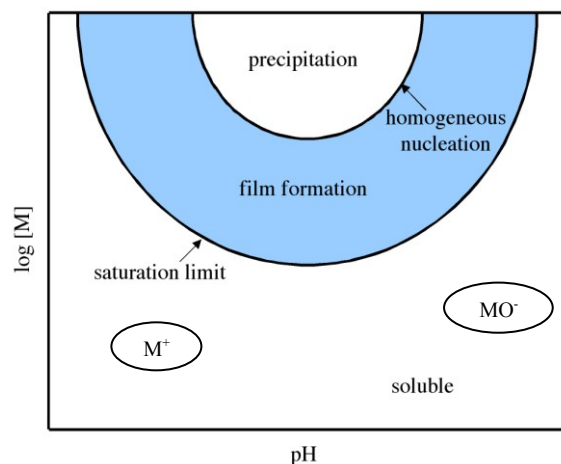 precipitation
homogeneous
nucleation
film formation
log [M]
saturation limit
MO⁻
M⁺
soluble
pH